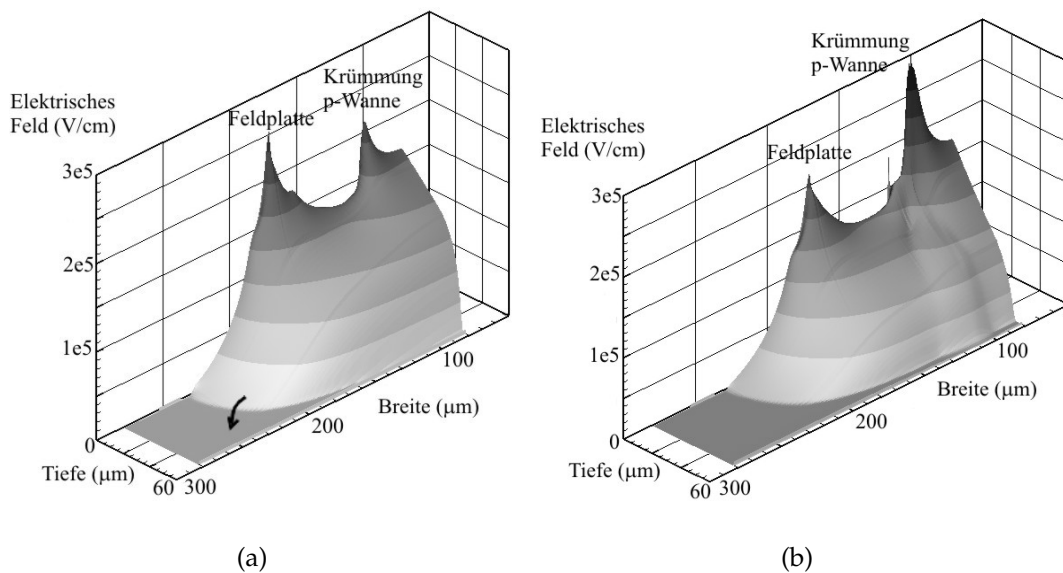 Krümmung
p-Wanne
Elektrisches
Feld (V/cm)
Feldplatte
3e5
2e5
1e5
0
Tiefe (µm)
60
300
200
100
Breite (µm)
(a)
Krümmung
p-Wanne
Elektrisches
Feld (V/cm)
Feldplatte
3e5
2e5
1e5
0
Tiefe (µm)
60
300
200
100
Breite (µm)
(b)